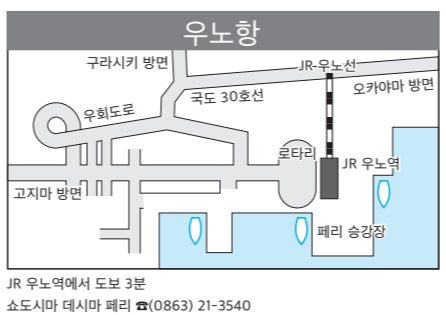 우노항
구라시키 방면
JR-우노선
국도 30호선
오카야마 방면
우회도로
로타리
JR 우노역
고지마 방면
페리 승강장
JR 우노역에서 도보 3분
쇼도시마 데시마 페리 ☎(0863) 21-3540